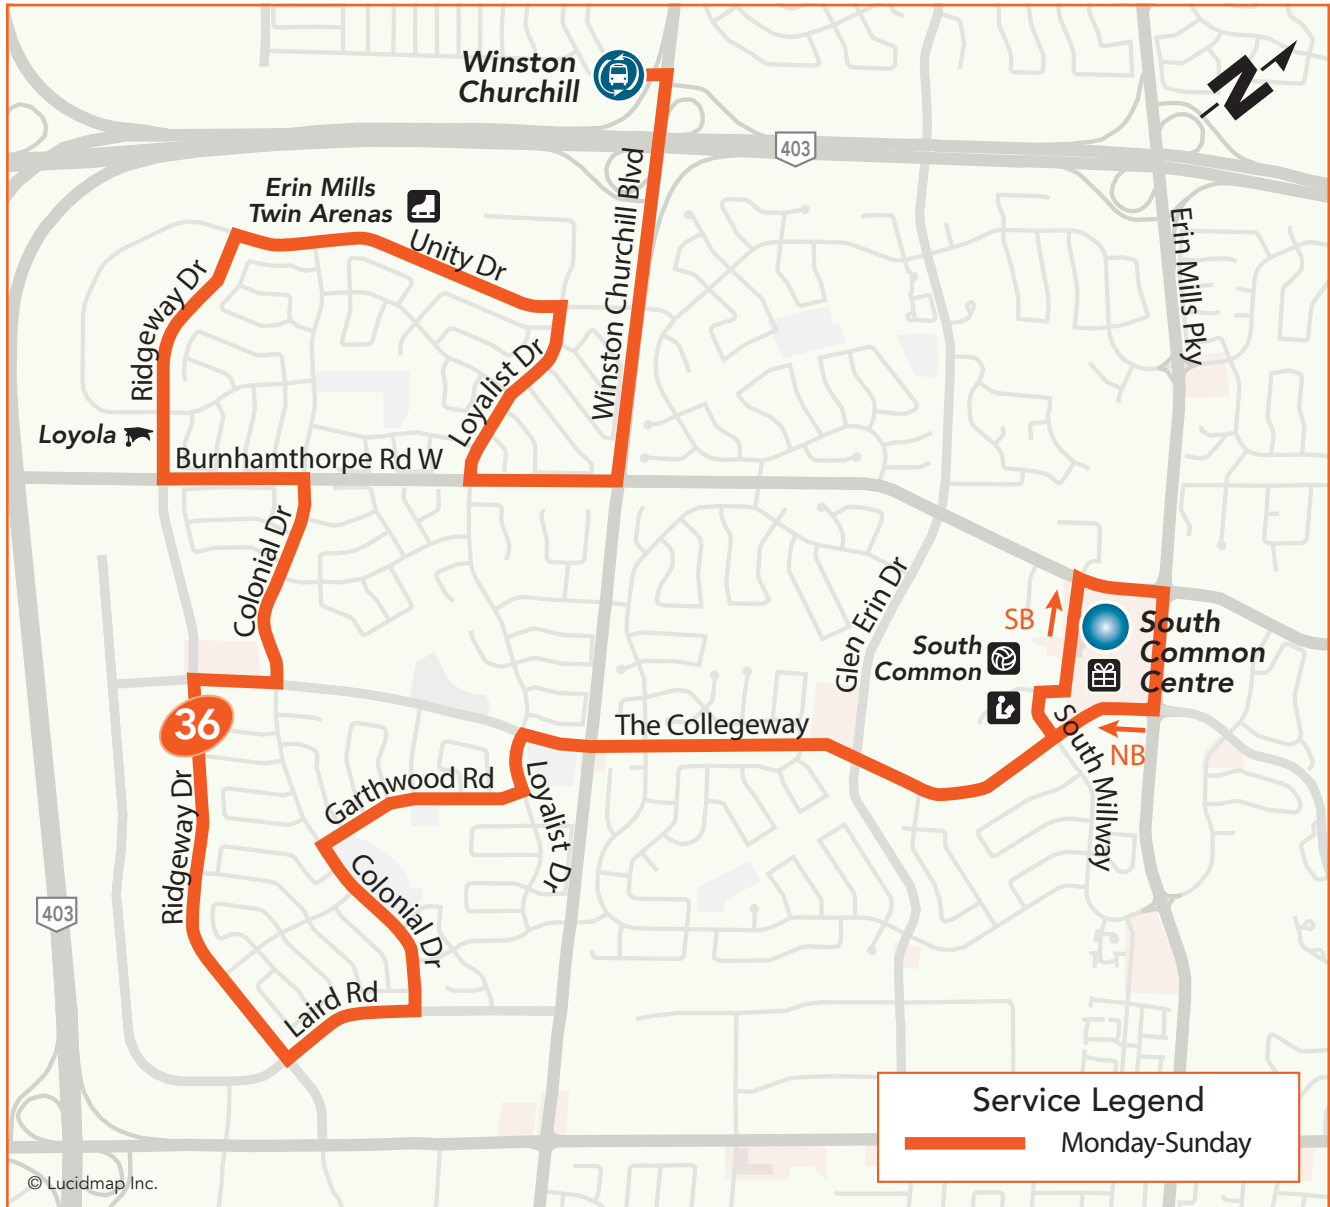 Winston
Churchill
N
403
Erin Mills
Twin Arenas
Unity Dr
Winston Churchill Blvd
Erin Mills Pky
Ridgeway Dr
Loyalist Dr
Loyola
Burnhamthorpe Rd W
Colonial Dr
Glen Erin Dr
SB
South
Common
Centre
South
Common
36
The Collegeway
South Millway
NB
Garthwood Rd
Loyalist Dr
Ridgeway Dr
Colonial Dr
403
Laird Rd
Service Legend
Monday-Sunday
© Lucidmap Inc.